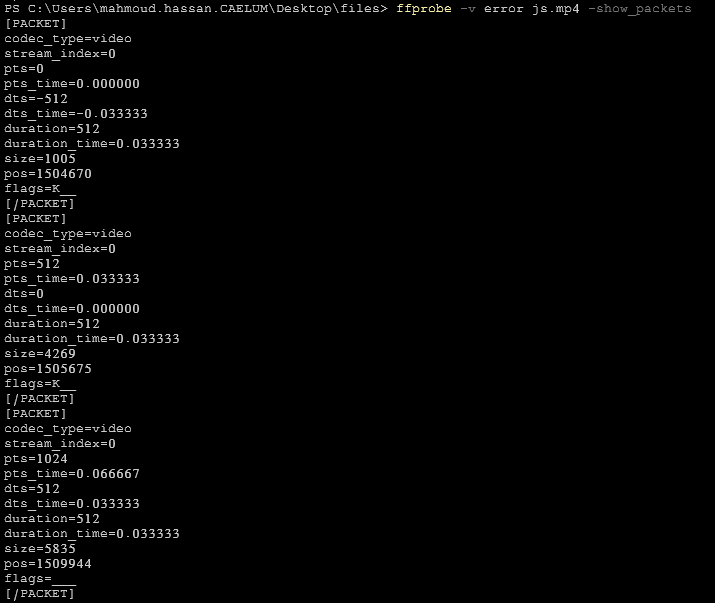 PS C:\Users\mahmoud.hassan.CAELUM\Desktop\files> ffprobe -v error js.mp4 -show_packets
[PACKET]
codec_type=video
stream_index=0
pts=0
pts_time=0.000000
dts=-512
dts_time=-0.033333
duration=512
duration_time=0.033333
size=1005
pos=1504670
flags=K__
[/PACKET]
[PACKET]
codec_type=video
stream_index=0
pts=512
pts_time=0.033333
dts=0
dts_time=0.000000
duration=512
duration_time=0.033333
size=4269
pos=1505675
flags=K__
[/PACKET]
[PACKET]
codec_type=video
stream_index=0
pts=1024
pts_time=0.066667
dts=512
dts_time=0.033333
duration=512
duration_time=0.033333
size=5835
pos=1509944
flags=___
[/PACKET]